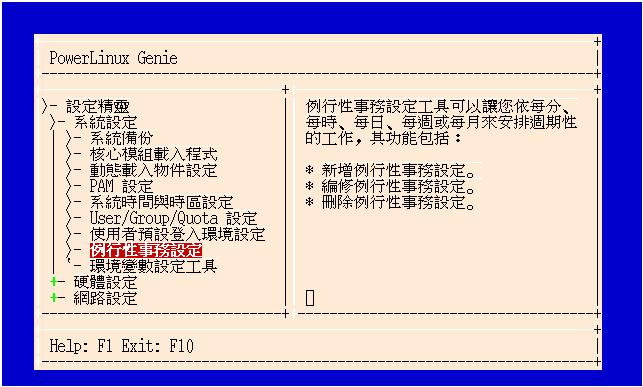 PowerLinux Genie
設定精靈
系統設定
系統備份
核心模組載入程式
動態載入物件設定
PAM 設定
系統時間與時區設定
User/Group/Quota 設定
使用者預設登入環境設定
例行性事務設定
環境變數設定工具
硬體設定
網路設定
例行性事務設定工具可以讓您依每分、
每時、每日、每週或每月來安排週期性
的工作，其功能包括：
* 新增例行性事務設定。
* 編修例行性事務設定。
* 刪除例行性事務設定。
Help: F1 Exit: F10